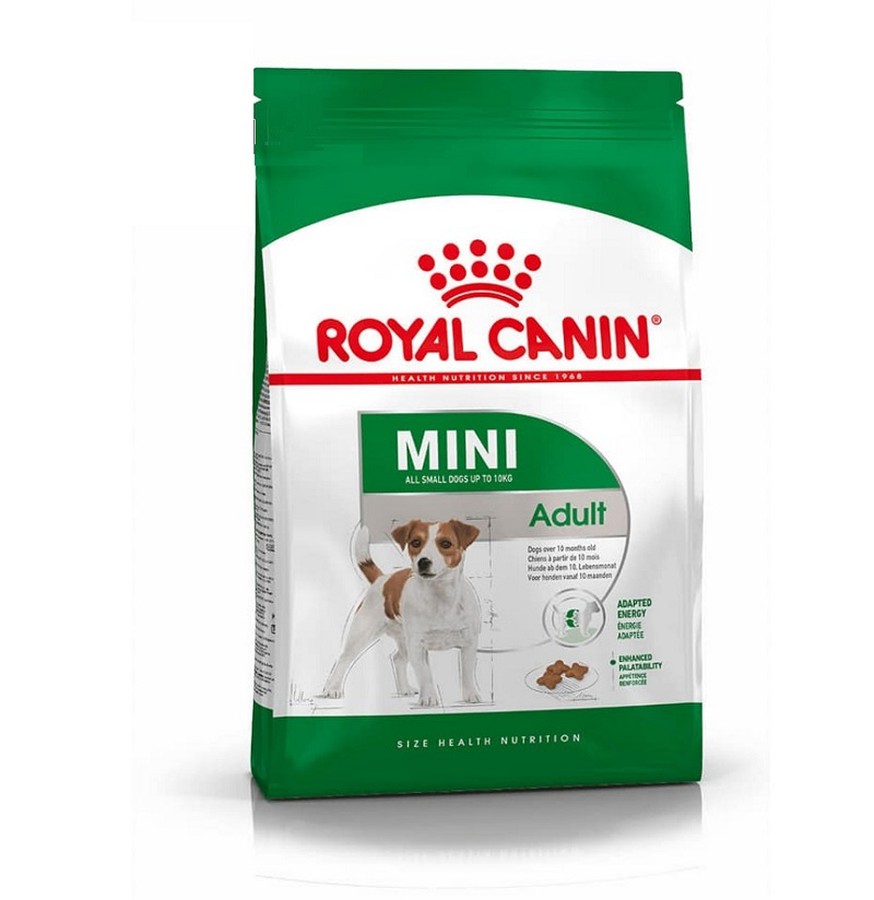 ROYAL CANIN®
HEALTH NUTRITION SINCE 1968
MINI
ALL SMALL DOGS UP TO 10KG
Adult
Dogs over 10 months old
Chiens à partir de 10 mois
Hunde ab dem 10. Lebensmonat
Voor honden vanaf 10 maanden
ADAPTED
ENERGY
ÉNERGIE
ADAPTÉE
ENHANCED
PALATABILITY
APPÉTENCE
RENFORCÉE
SIZE HEALTH NUTRITION